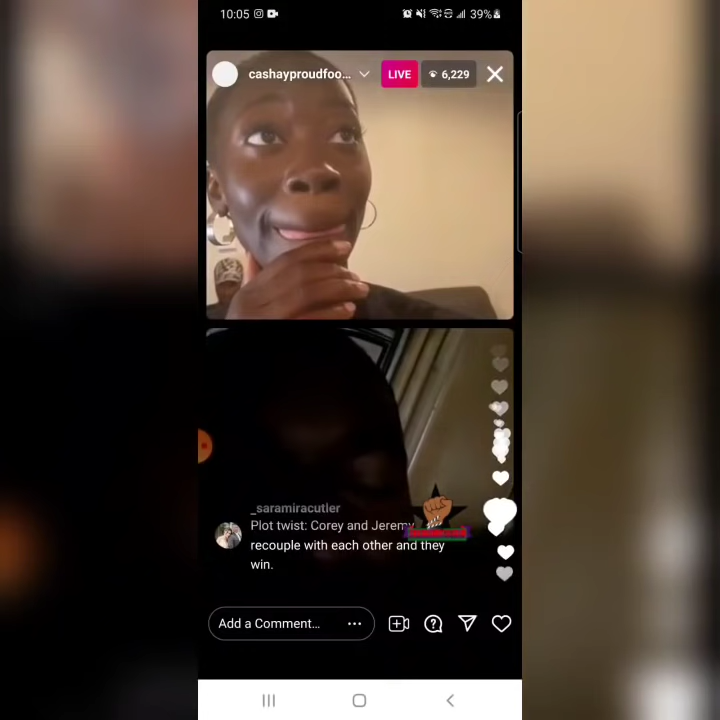 10:05
39%
cashayproudfoo...
LIVE
6,229
_saramiracutler
Plot twist: Corey and Jeremy
recouple with each other and they
win.
Add a Comment...